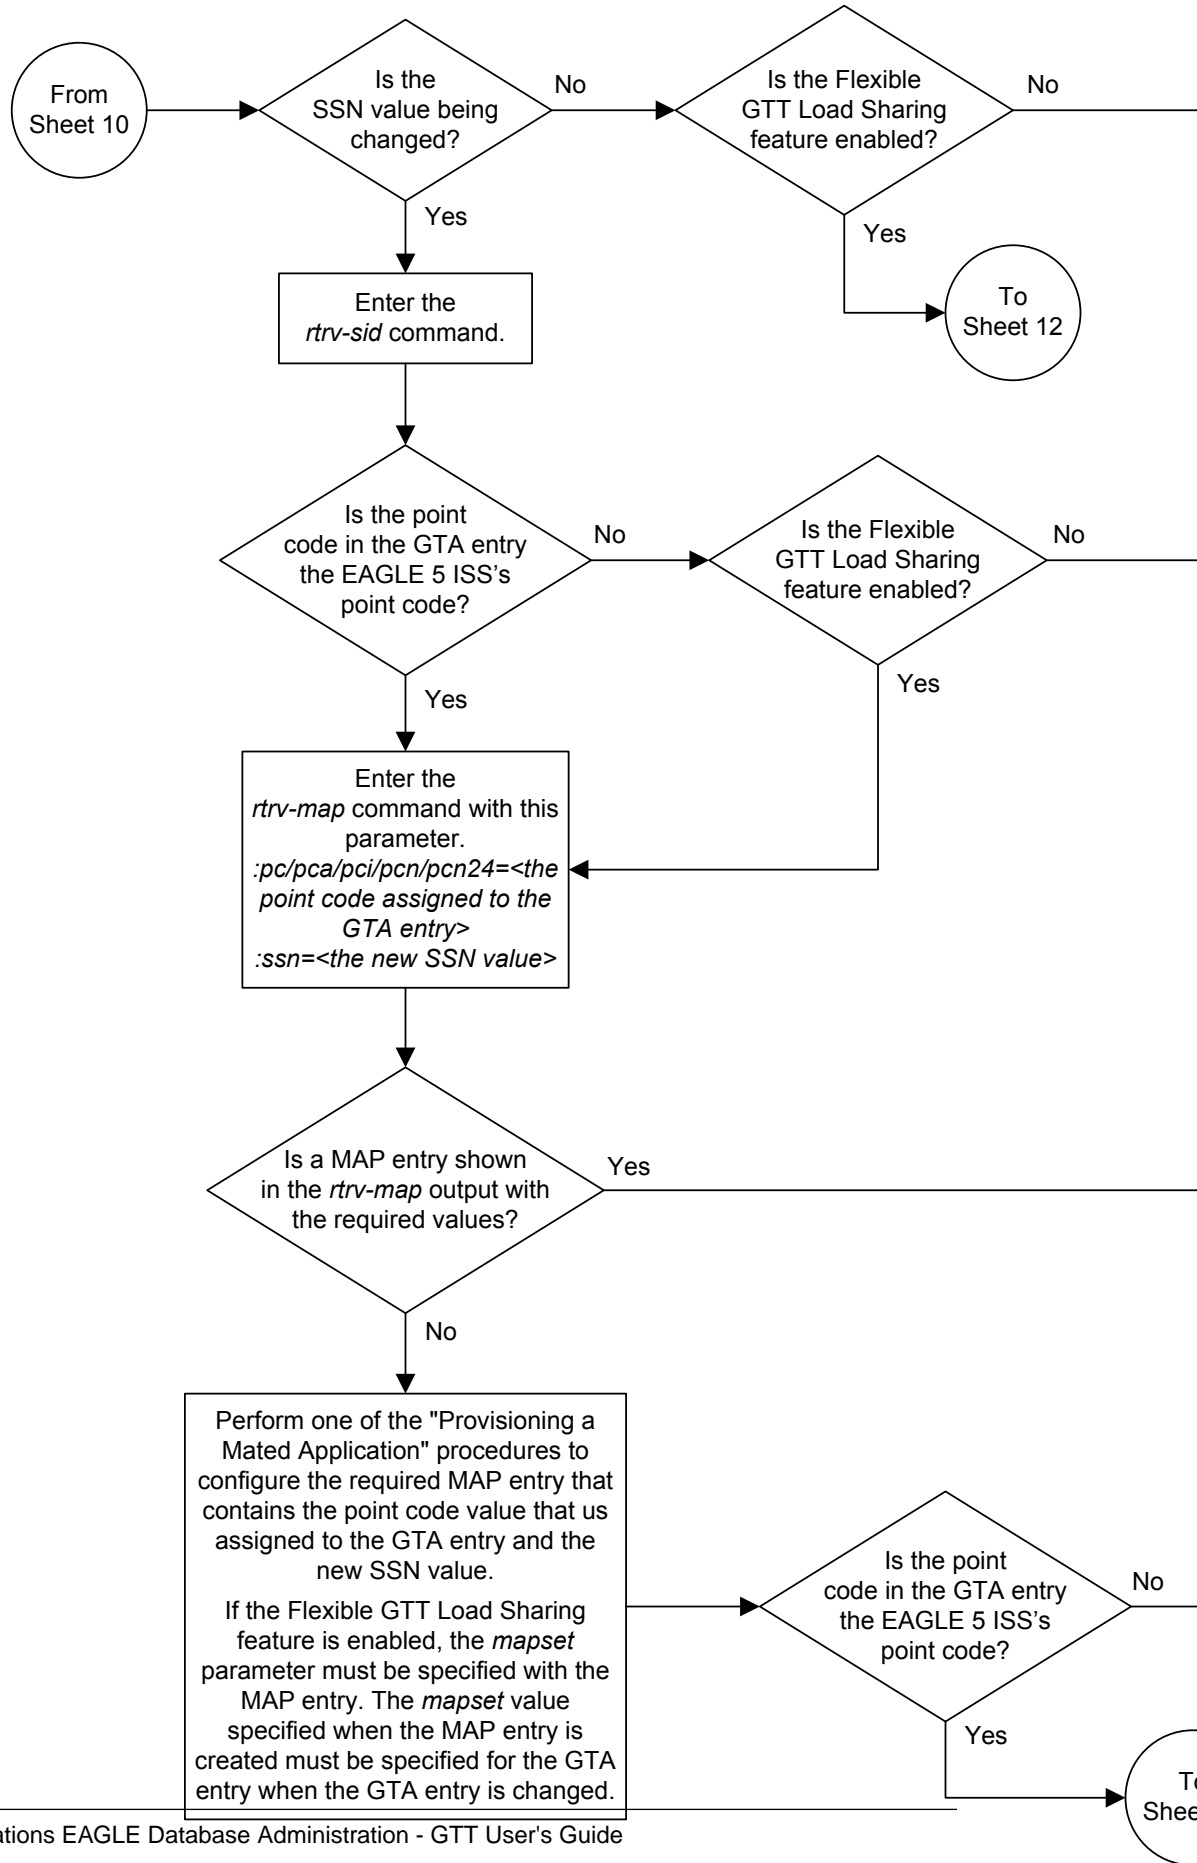 From
Sheet 10
Is the
SSN value being
changed?
No
Is the Flexible
GTT Load Sharing
feature enabled?
No
Yes
Yes
Enter the
rtrv-sid command.
To
Sheet 12
Is the point
code in the GTA entry
the EAGLE 5 ISS's
point code?
No
Is the Flexible
GTT Load Sharing
feature enabled?
No
Yes
Yes
Enter the
rtrv-map command with this
parameter.
:pc/pca/pci/pcn/pcn24=<the
point code assigned to the
GTA entry>
:ssn=<the new SSN value>
Is a MAP entry shown
in the rtrv-map output with
the required values?
Yes
No
Perform one of the "Provisioning a
Mated Application" procedures to
configure the required MAP entry that
contains the point code value that us
assigned to the GTA entry and the
new SSN value.
If the Flexible GTT Load Sharing
feature is enabled, the mapset
parameter must be specified with the
MAP entry. The mapset value
specified when the MAP entry is
created must be specified for the GTA
entry when the GTA entry is changed.
Is the point
code in the GTA entry
the EAGLE 5 ISS's
point code?
No
Yes
EAGLE Database Administration - GTT User's Guide